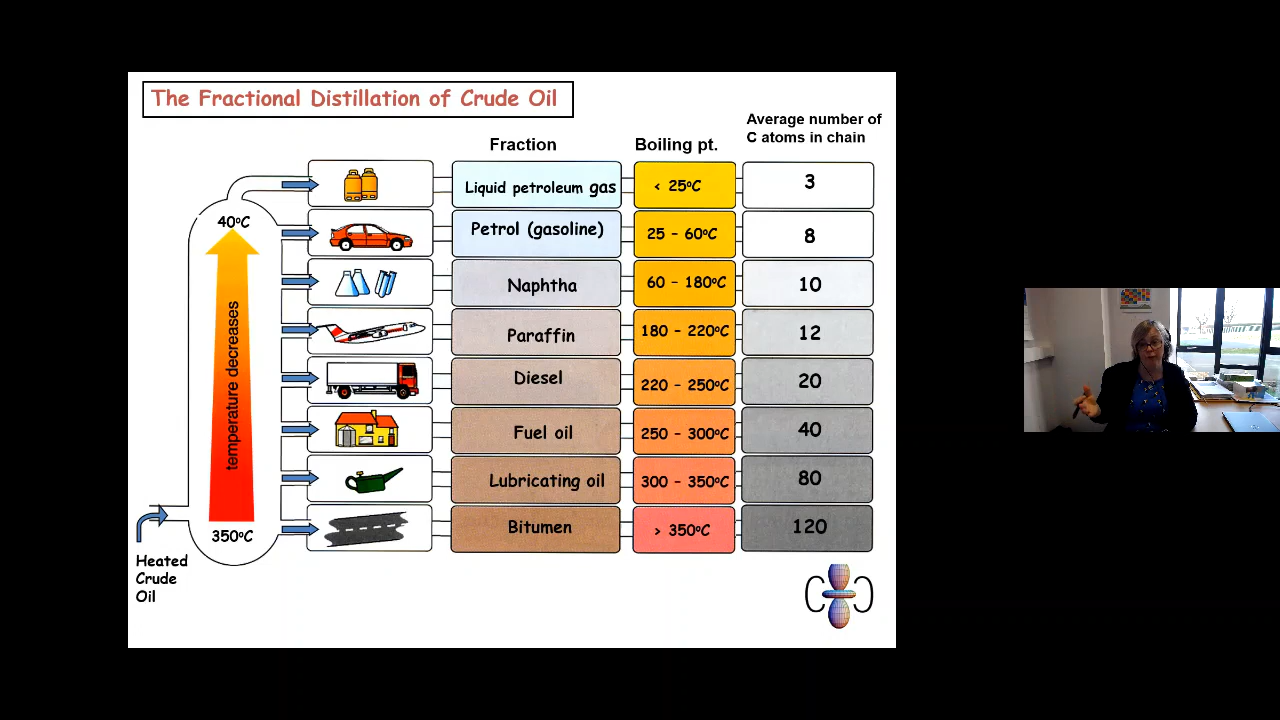 The Fractional Distillation of Crude Oil
Average number of
C atoms in chain
Fraction
Boiling pt.
Liquid petroleum gas
< 25ºC
3
40ºC
Petrol (gasoline)
25 - 60ºC
8
Naphtha
60 - 180ºC
10
Paraffin
180 - 220ºC
12
temperature decreases
Diesel
220 - 250ºC
20
Fuel oil
250 - 300ºC
40
Lubricating oil
300 - 350ºC
80
Bitumen
> 350ºC
120
350ºC
Heated
Crude
Oil